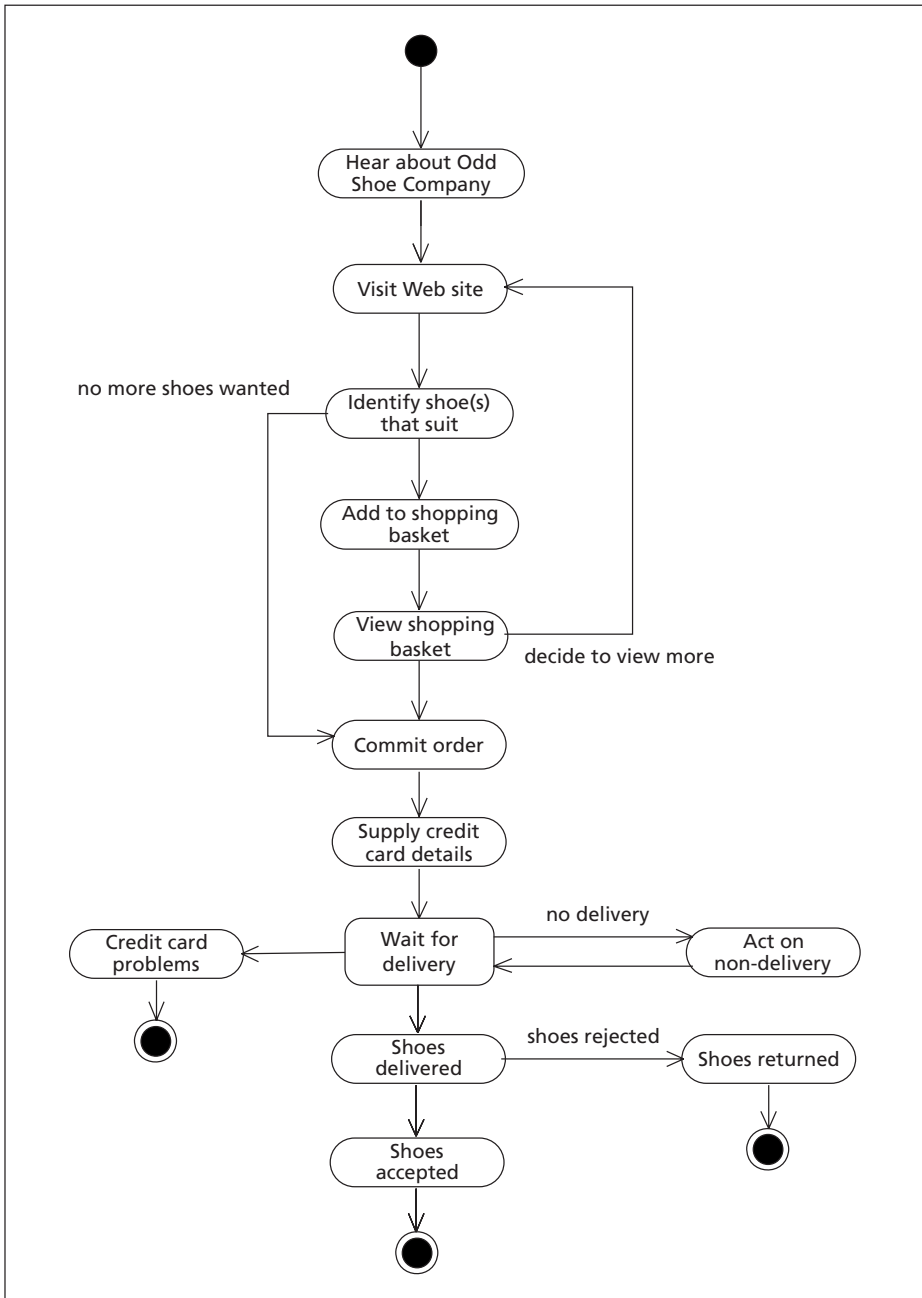 Hear about Odd
Shoe Company
Visit Web site
no more shoes wanted
Identify shoe(s)
that suit
Add to shopping
basket
View shopping
basket
decide to view more
Commit order
Supply credit
card details
no delivery
Credit card
problems
Wait for
delivery
Act on
non-delivery
shoes rejected
Shoes
delivered
Shoes returned
Shoes
accepted